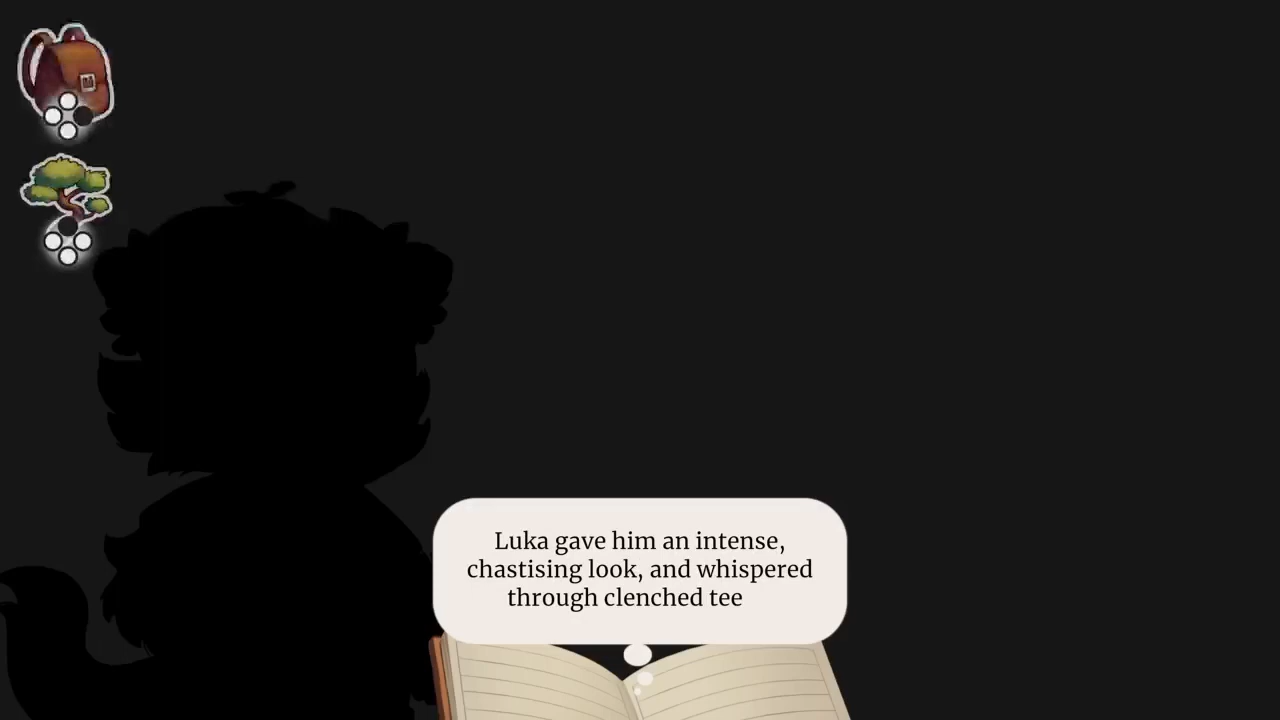 Luka gave him an intense,
chastising look, and whispered
through clenched tee